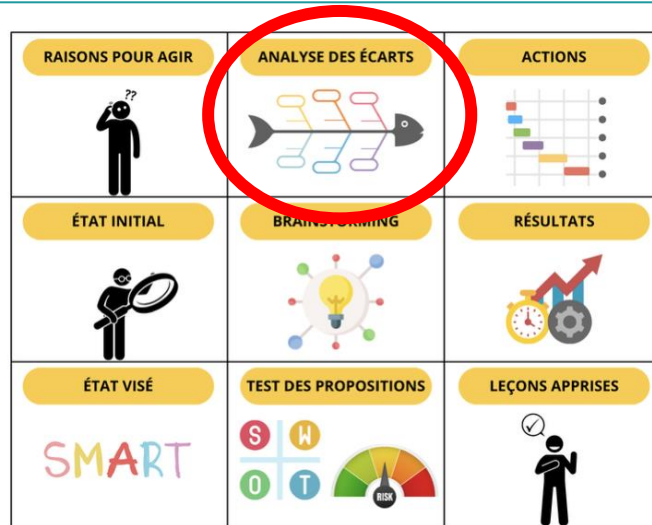 RAISONS POUR AGIR
ANALYSE DES ÉCARTS
ACTIONS
??
ÉTAT INITIAL
BRAINSTORMING
RÉSULTATS
ÉTAT VISÉ
TEST DES PROPOSITIONS
LEÇONS APPRISES
SMART
S W
O T
RISK